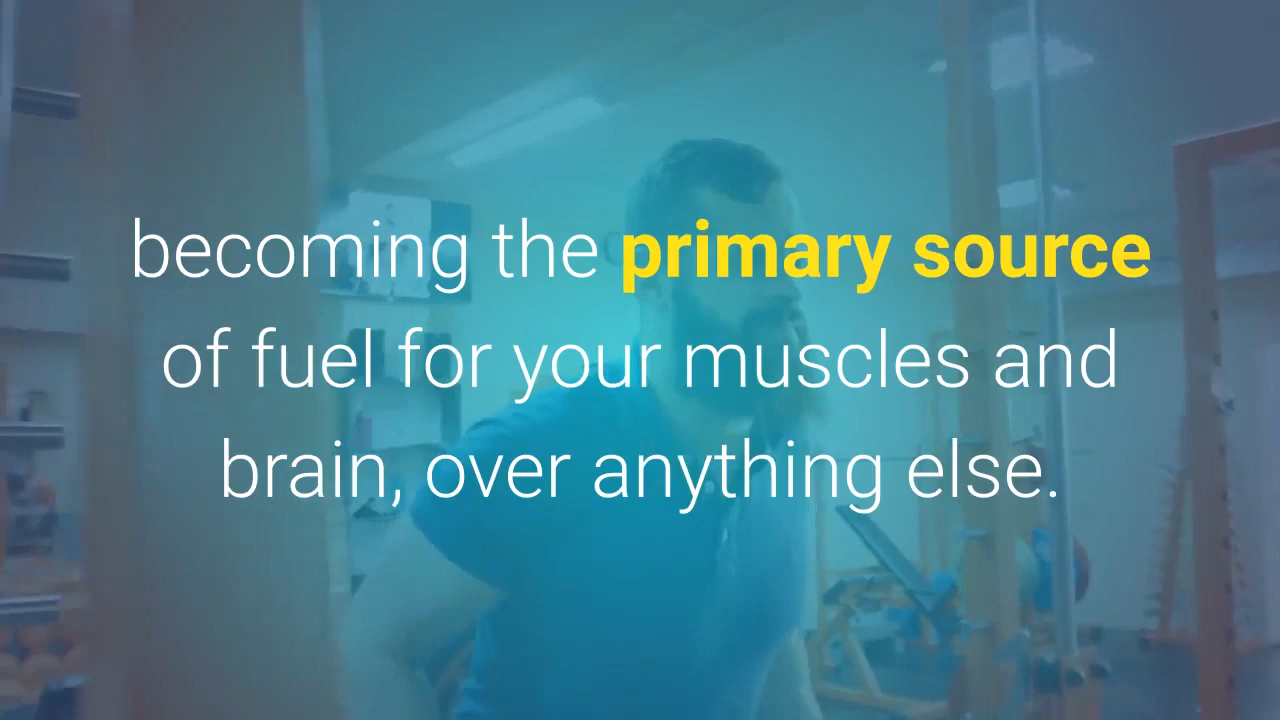 becoming the primary source
of fuel for your muscles and
brain, over anything else.